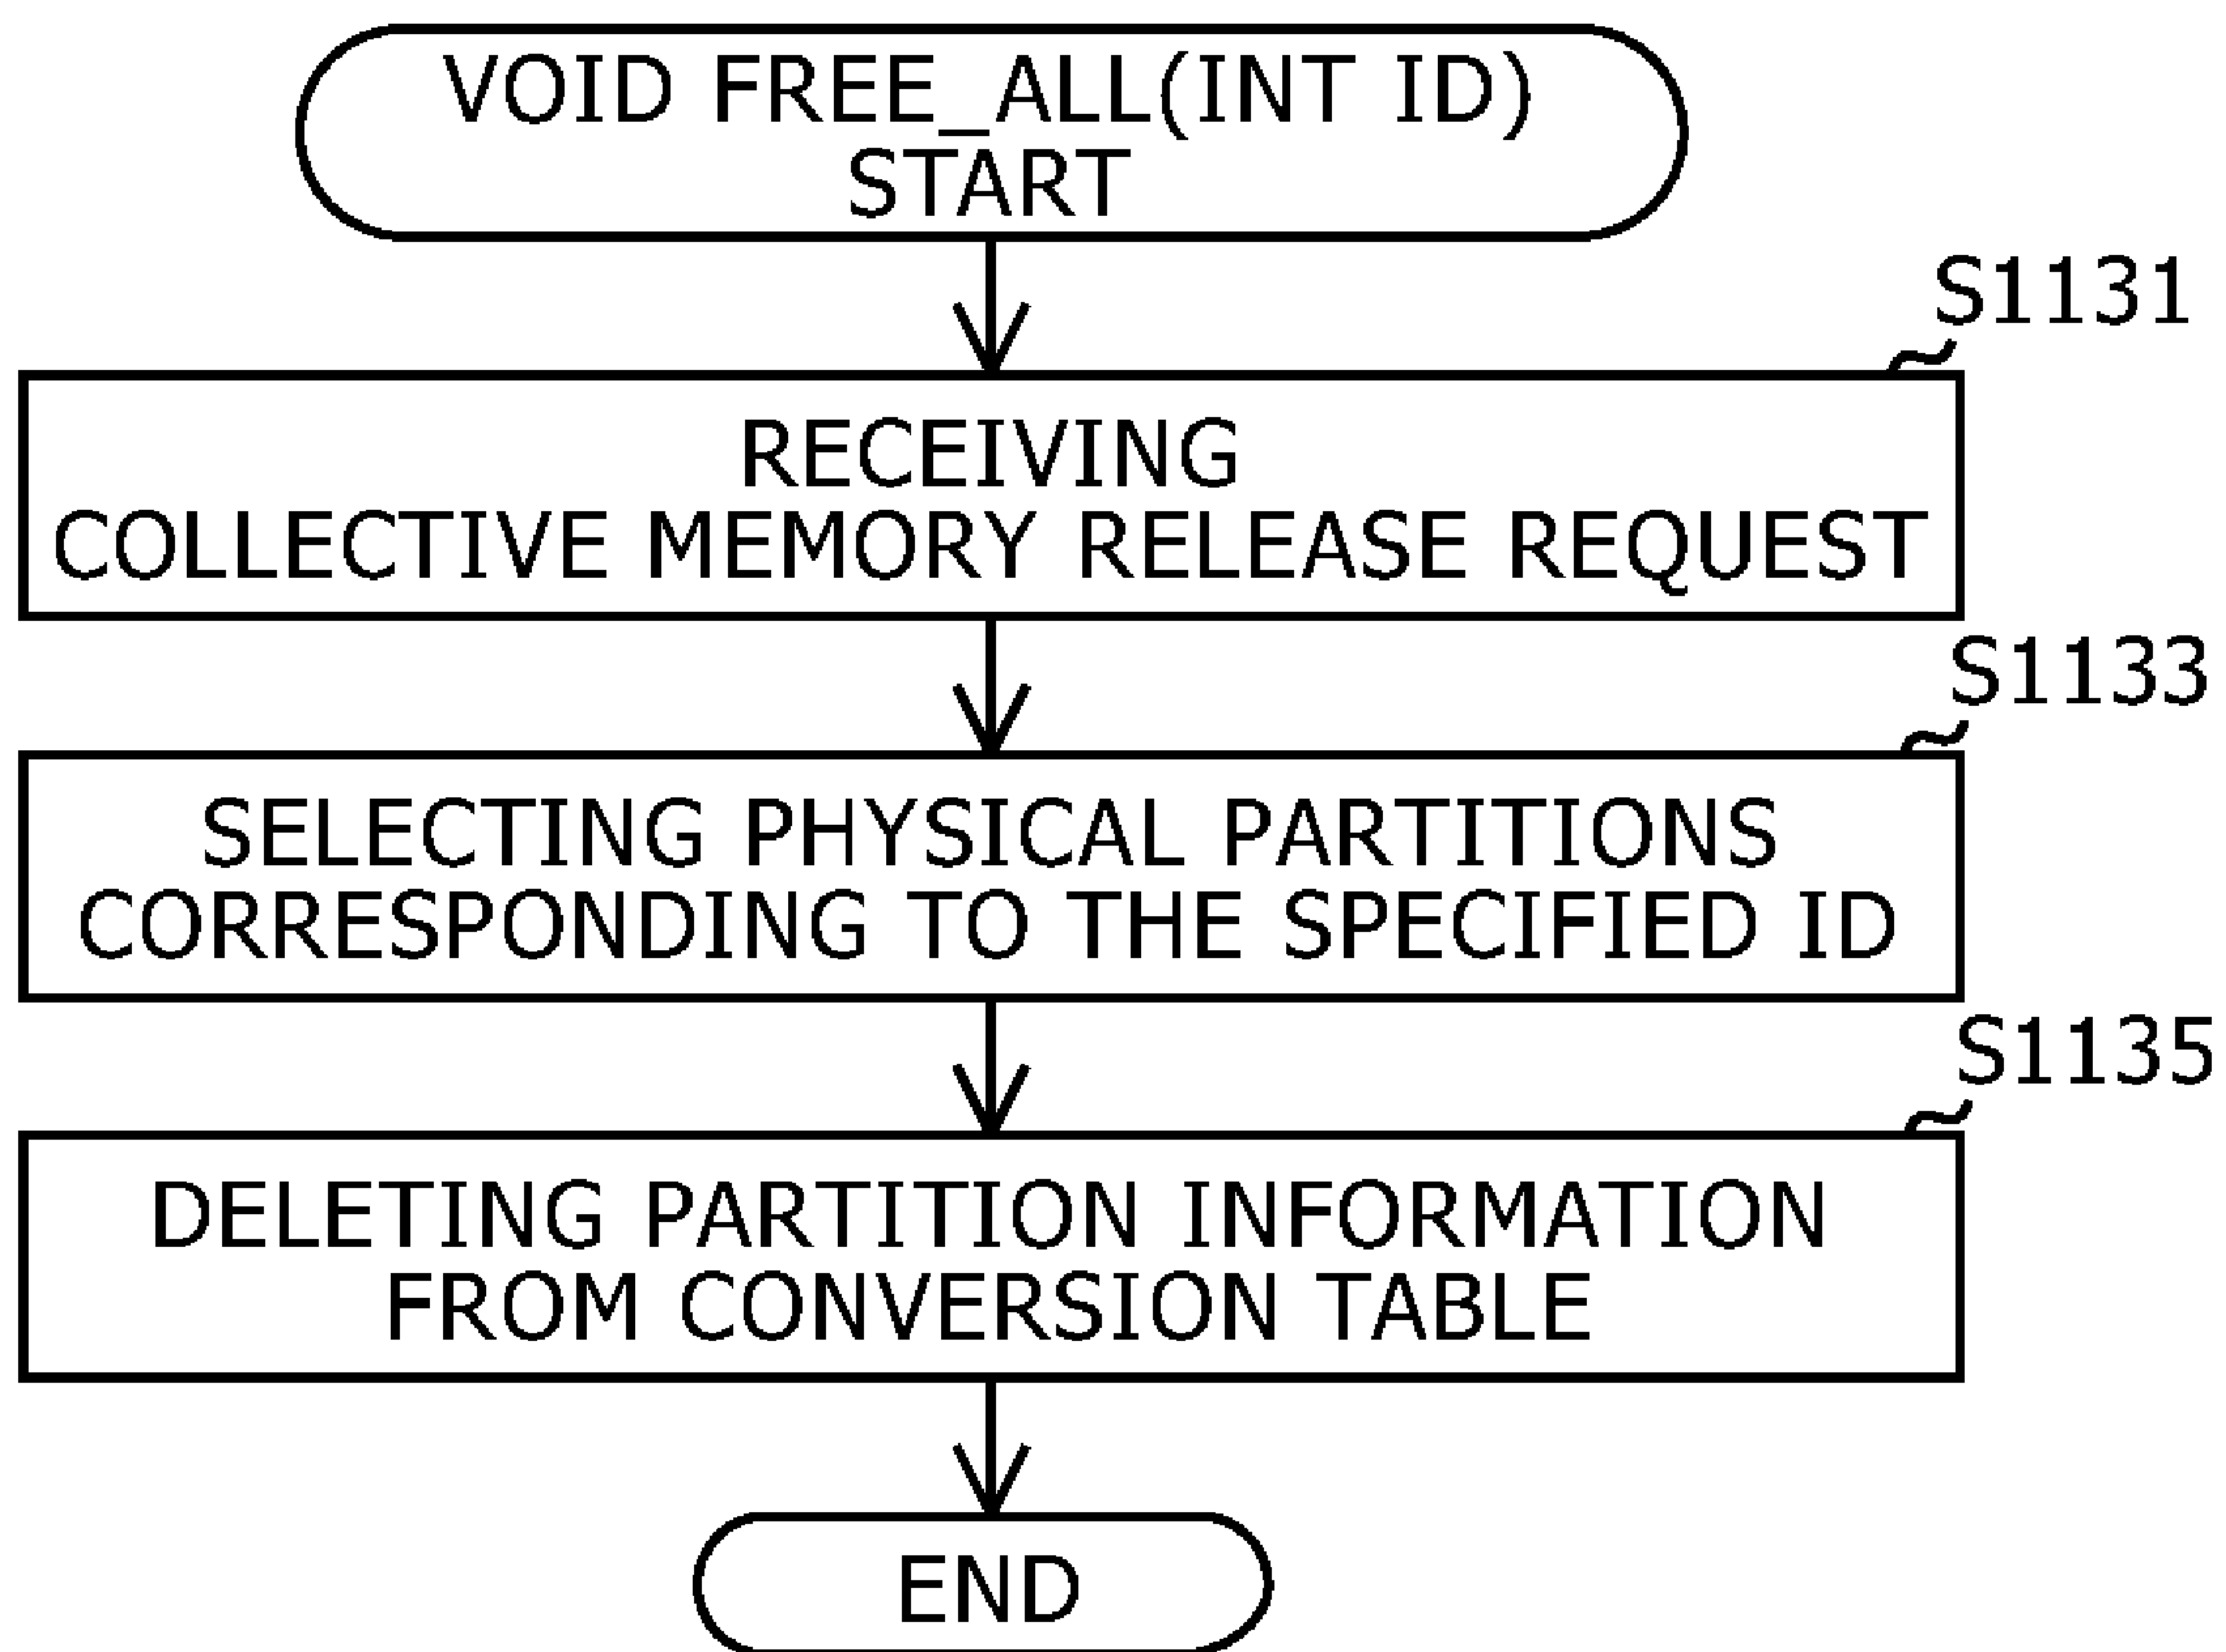 VOID FREE_ALL(INT ID)
START
S1131
RECEIVING
COLLECTIVE MEMORY RELEASE REQUEST
S1133
SELECTING PHYSICAL PARTITIONS
CORRESPONDING TO THE SPECIFIED ID
S1135
DELETING PARTITION INFORMATION
FROM CONVERSION TABLE
END